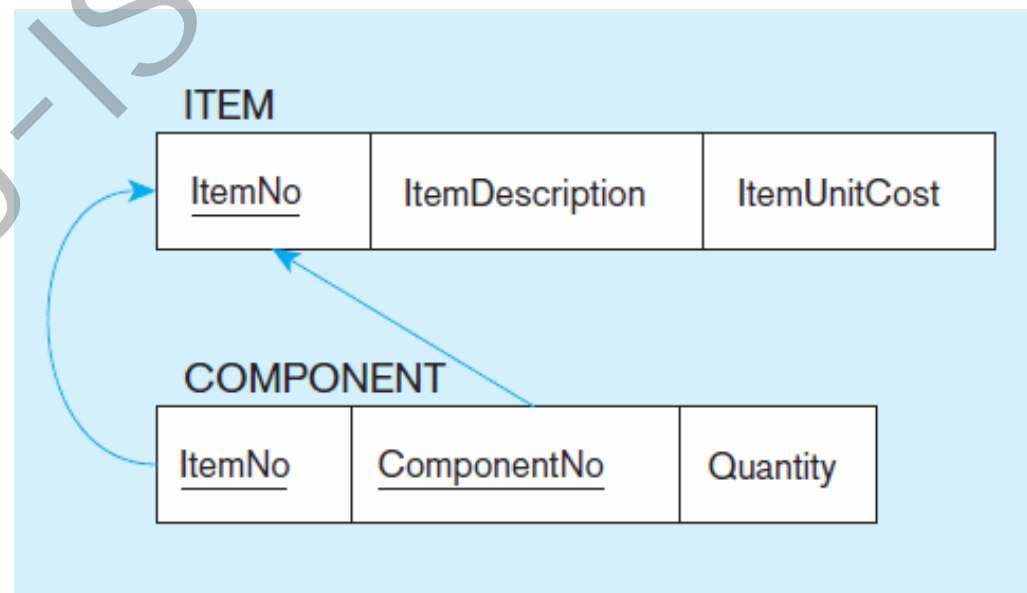 ITEM
ItemNo ItemDescription ItemUnitCost
COMPONENT
ItemNo ComponentNo Quantity